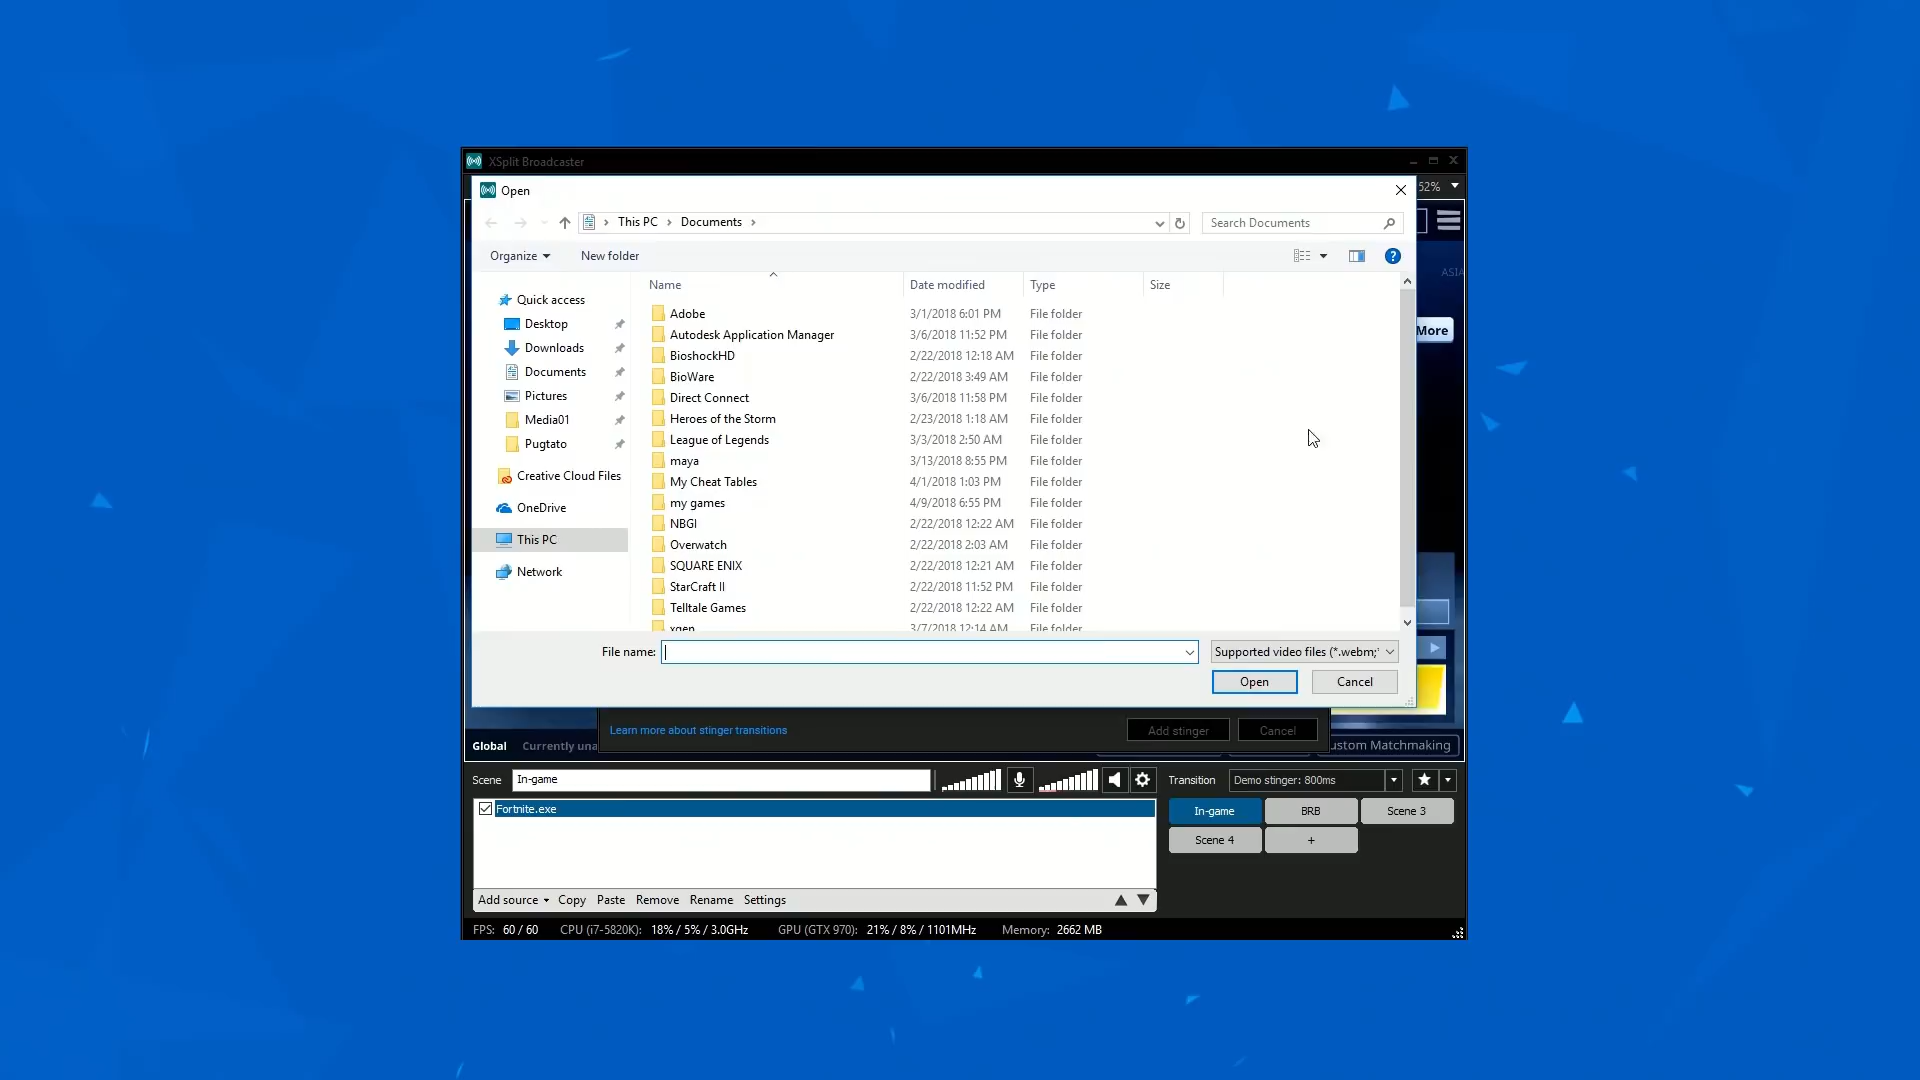 XSplit Broadcaster
52%
Open
This PC > Documents >
Search Documents
Organize
New folder
Name
Date modified
Type
Size
Quick access
Desktop
Downloads
Documents
Pictures
Media01
Pugtato
Creative Cloud Files
OneDrive
This PC
Network
Adobe 3/1/2018 6:01 PM File folder
Autodesk Application Manager 3/6/2018 11:52 PM File folder
BioshockHD 2/22/2018 12:18 AM File folder
BioWare 2/22/2018 3:49 AM File folder
Direct Connect 3/6/2018 11:58 PM File folder
Heroes of the Storm 2/23/2018 1:18 AM File folder
League of Legends 3/3/2018 2:50 AM File folder
maya 3/13/2018 8:55 PM File folder
My Cheat Tables 4/1/2018 1:03 PM File folder
my games 4/9/2018 6:55 PM File folder
NBGI 2/22/2018 12:22 AM File folder
Overwatch 2/22/2018 2:03 AM File folder
SQUARE ENIX 2/22/2018 12:21 AM File folder
StarCraft II 2/22/2018 11:52 PM File folder
Telltale Games 2/22/2018 12:22 AM File folder
xgen 3/7/2018 12:14 AM File folder
ASIA
More
File name:
Supported video files (*.webm;*
Open
Cancel
Learn more about stinger transitions
Add stinger
Cancel
Global
Currently una
ustom Matchmaking
Scene
In-game
Transition
Demo stinger: 800ms
Fortnite.exe
In-game
BRB
Scene 3
Scene 4
+
Add source
Copy
Paste
Remove
Rename
Settings
FPS: 60 / 60
CPU (i7-5820K): 18% / 5% / 3.0GHz
GPU (GTX 970): 21% / 8% / 1101MHz
Memory: 2662 MB